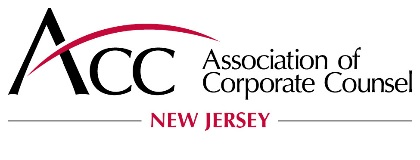 ACC
Association of
Corporate Counsel
NEW JERSEY